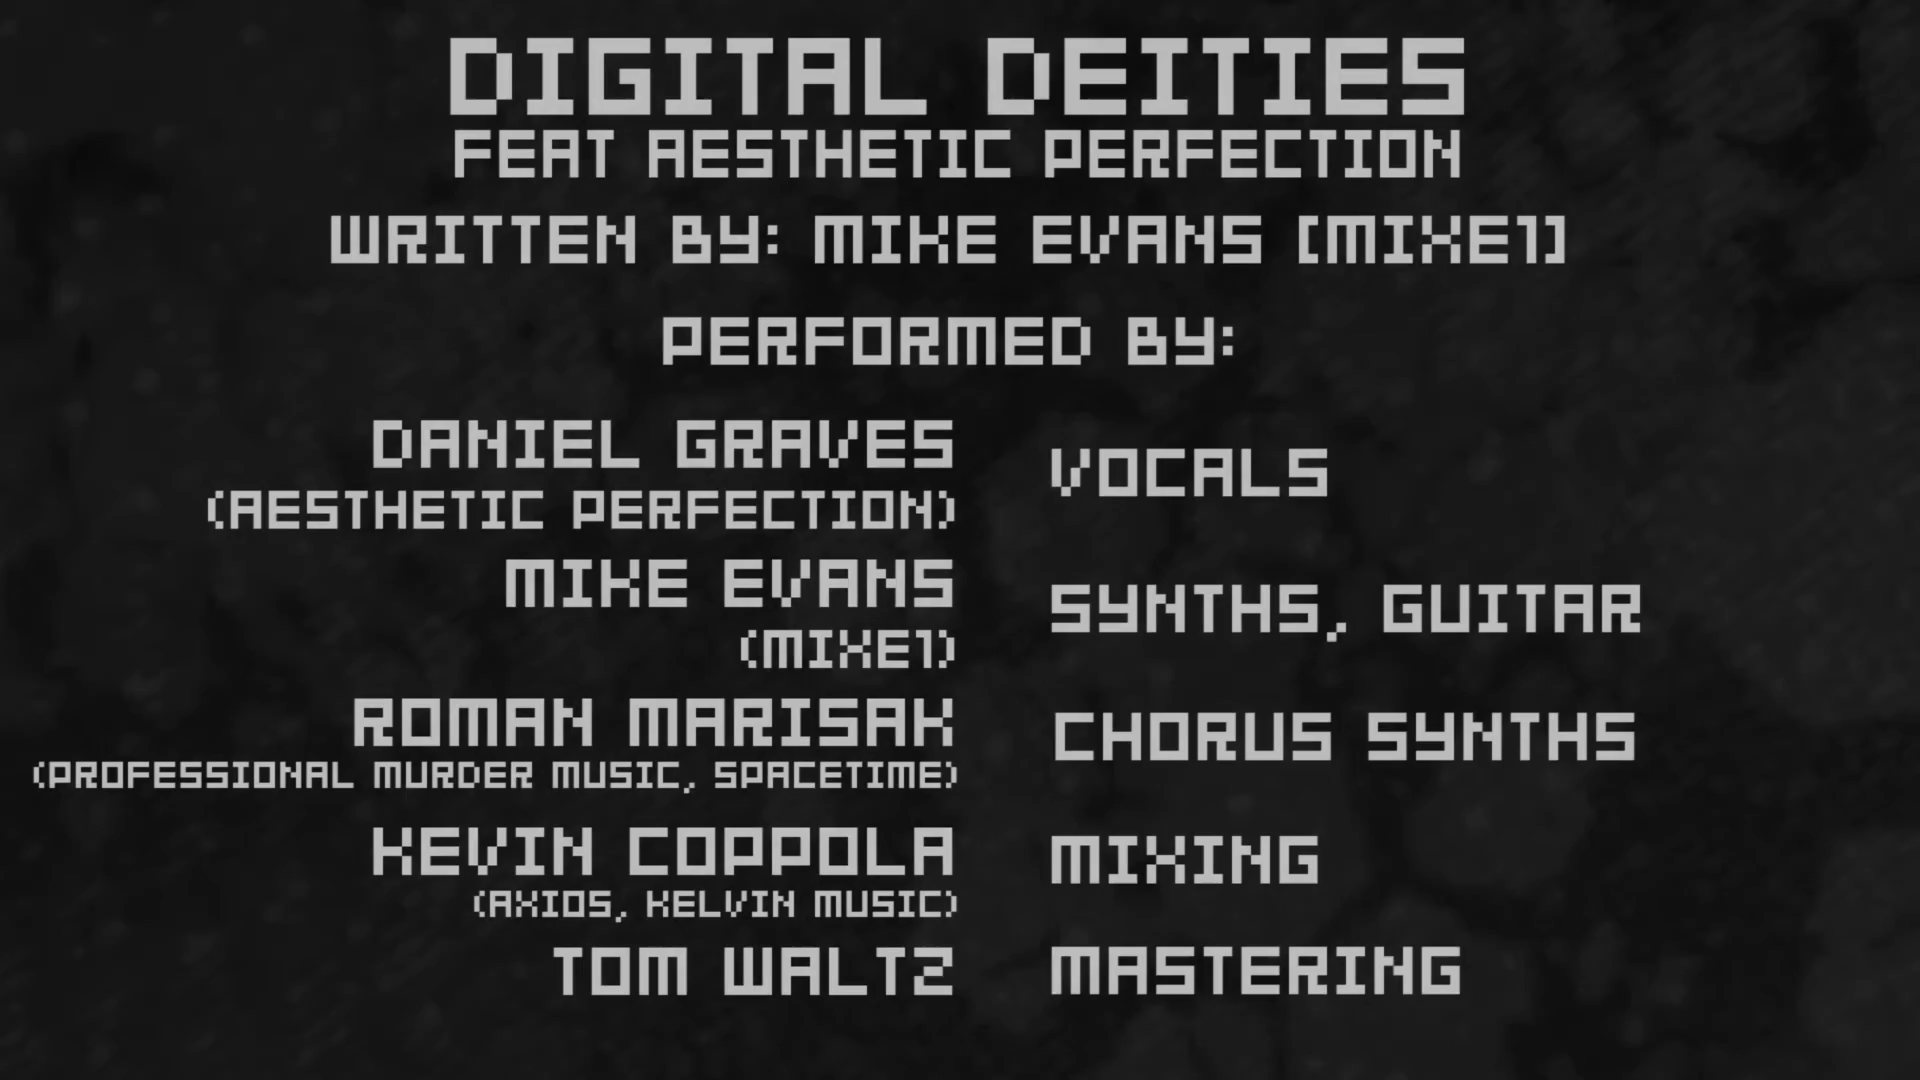 DIGITAL DEITIES
FEAT AESTHETIC PERFECTION
WRITTEN BY: MIKE EVANS [MIXE1]
PERFORMED BY:
DANIEL GRAVES
(AESTHETIC PERFECTION)
VOCALS
MIKE EVANS
(MIXE1)
SYNTHS, GUITAR
ROMAN MARISAK
(PROFESSIONAL MURDER MUSIC, SPACETIME)
CHORUS SYNTHS
KEVIN COPPOLA
(AXIOS, KELVIN MUSIC)
MIXING
TOM WALTZ
MASTERING